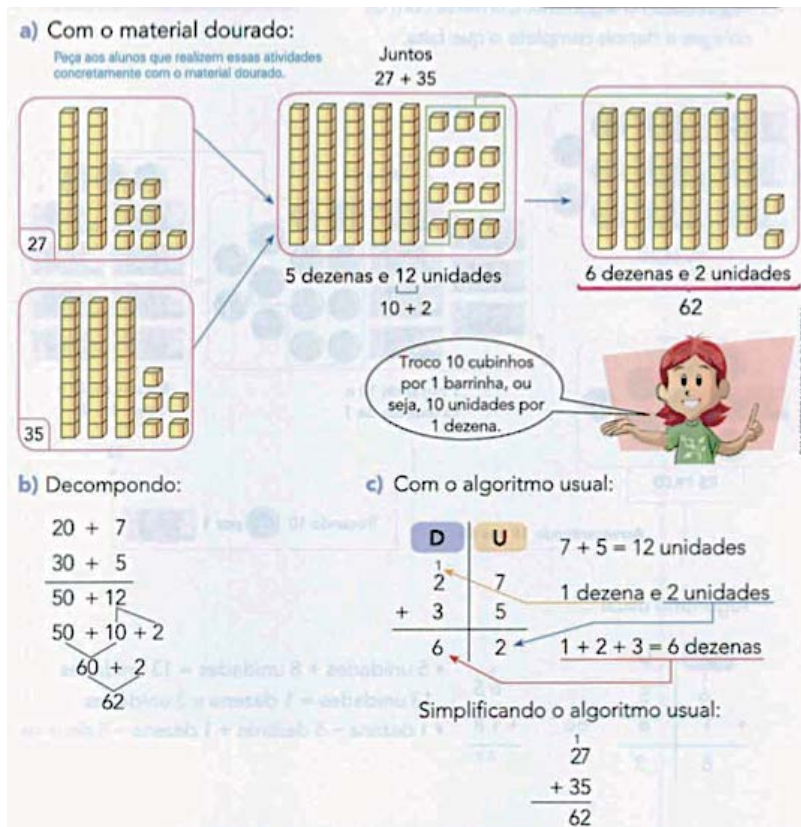 a) Com o material dourado:
Peça aos alunos que realizem essas atividades
concretamente com o material dourado.
Juntos
27 + 35
27
35
5 dezenas e 12 unidades
10 + 2
6 dezenas e 2 unidades
62
Troco 10 cubinhos
por 1 barrinha, ou
seja, 10 unidades por
1 dezena.
b) Decompondo:
20 + 7
30 + 5
50 + 12
50 + 10 + 2
60 + 2
62
c) Com o algoritmo usual:
D U
1
2 7
+ 3 5
6 2
7 + 5 = 12 unidades
1 dezena e 2 unidades
1 + 2 + 3 = 6 dezenas
Simplificando o algoritmo usual:
1
27
+ 35
62